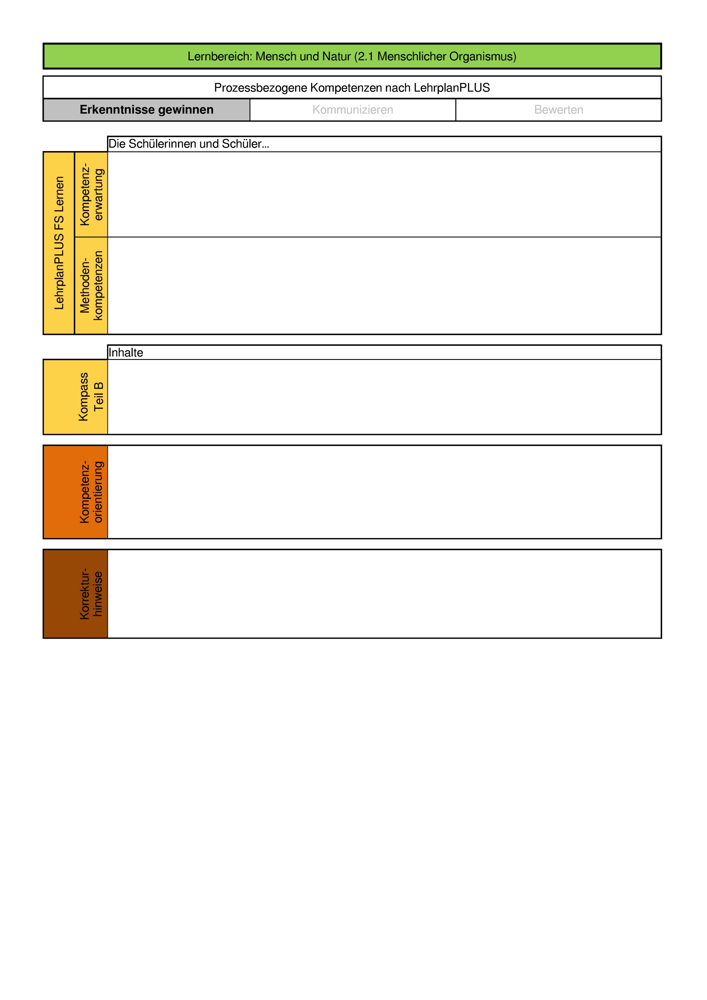 Lernbereich: Mensch und Natur (2.1 Menschlicher Organismus)
Prozessbezogene Kompetenzen nach LehrplanPLUS
Erkenntnisse gewinnen
Kommunizieren
Bewerten
Die Schülerinnen und Schüler...
LehrplanPLUS FS Lernen
Kompetenz-
erwartung
Methoden-
kompetenzen
Inhalte
Kompass
Teil B
Kompetenz-
orientierung
Korrektur-
hinweise